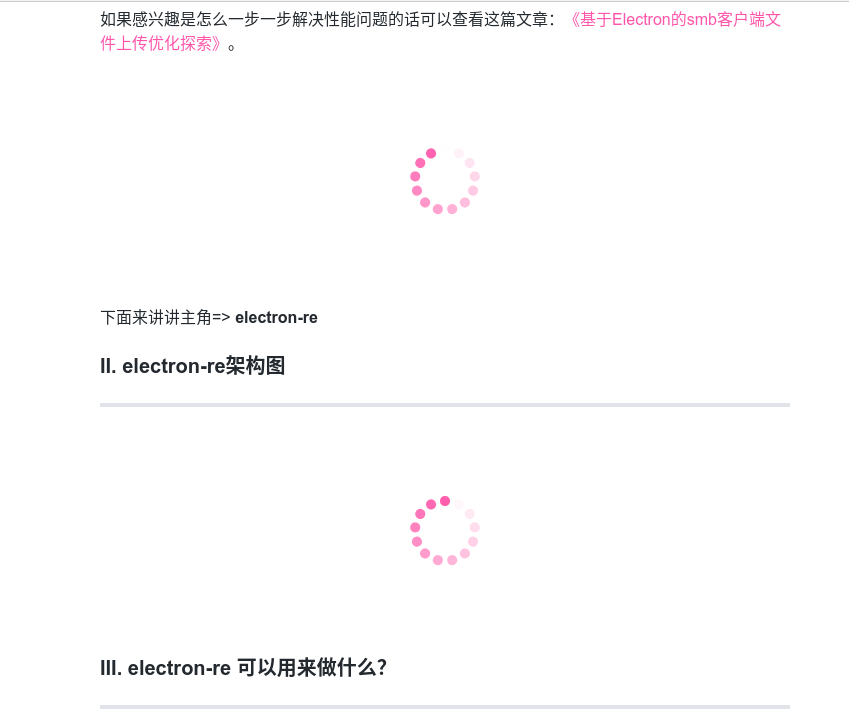 如果感兴趣是怎么一步一步解决性能问题的话可以查看这篇文章：《基于Electron的smb客户端文
件上传优化探索》。
下面来讲讲主角=> electron-re
II. electron-re架构图
III. electron-re 可以用来做什么？